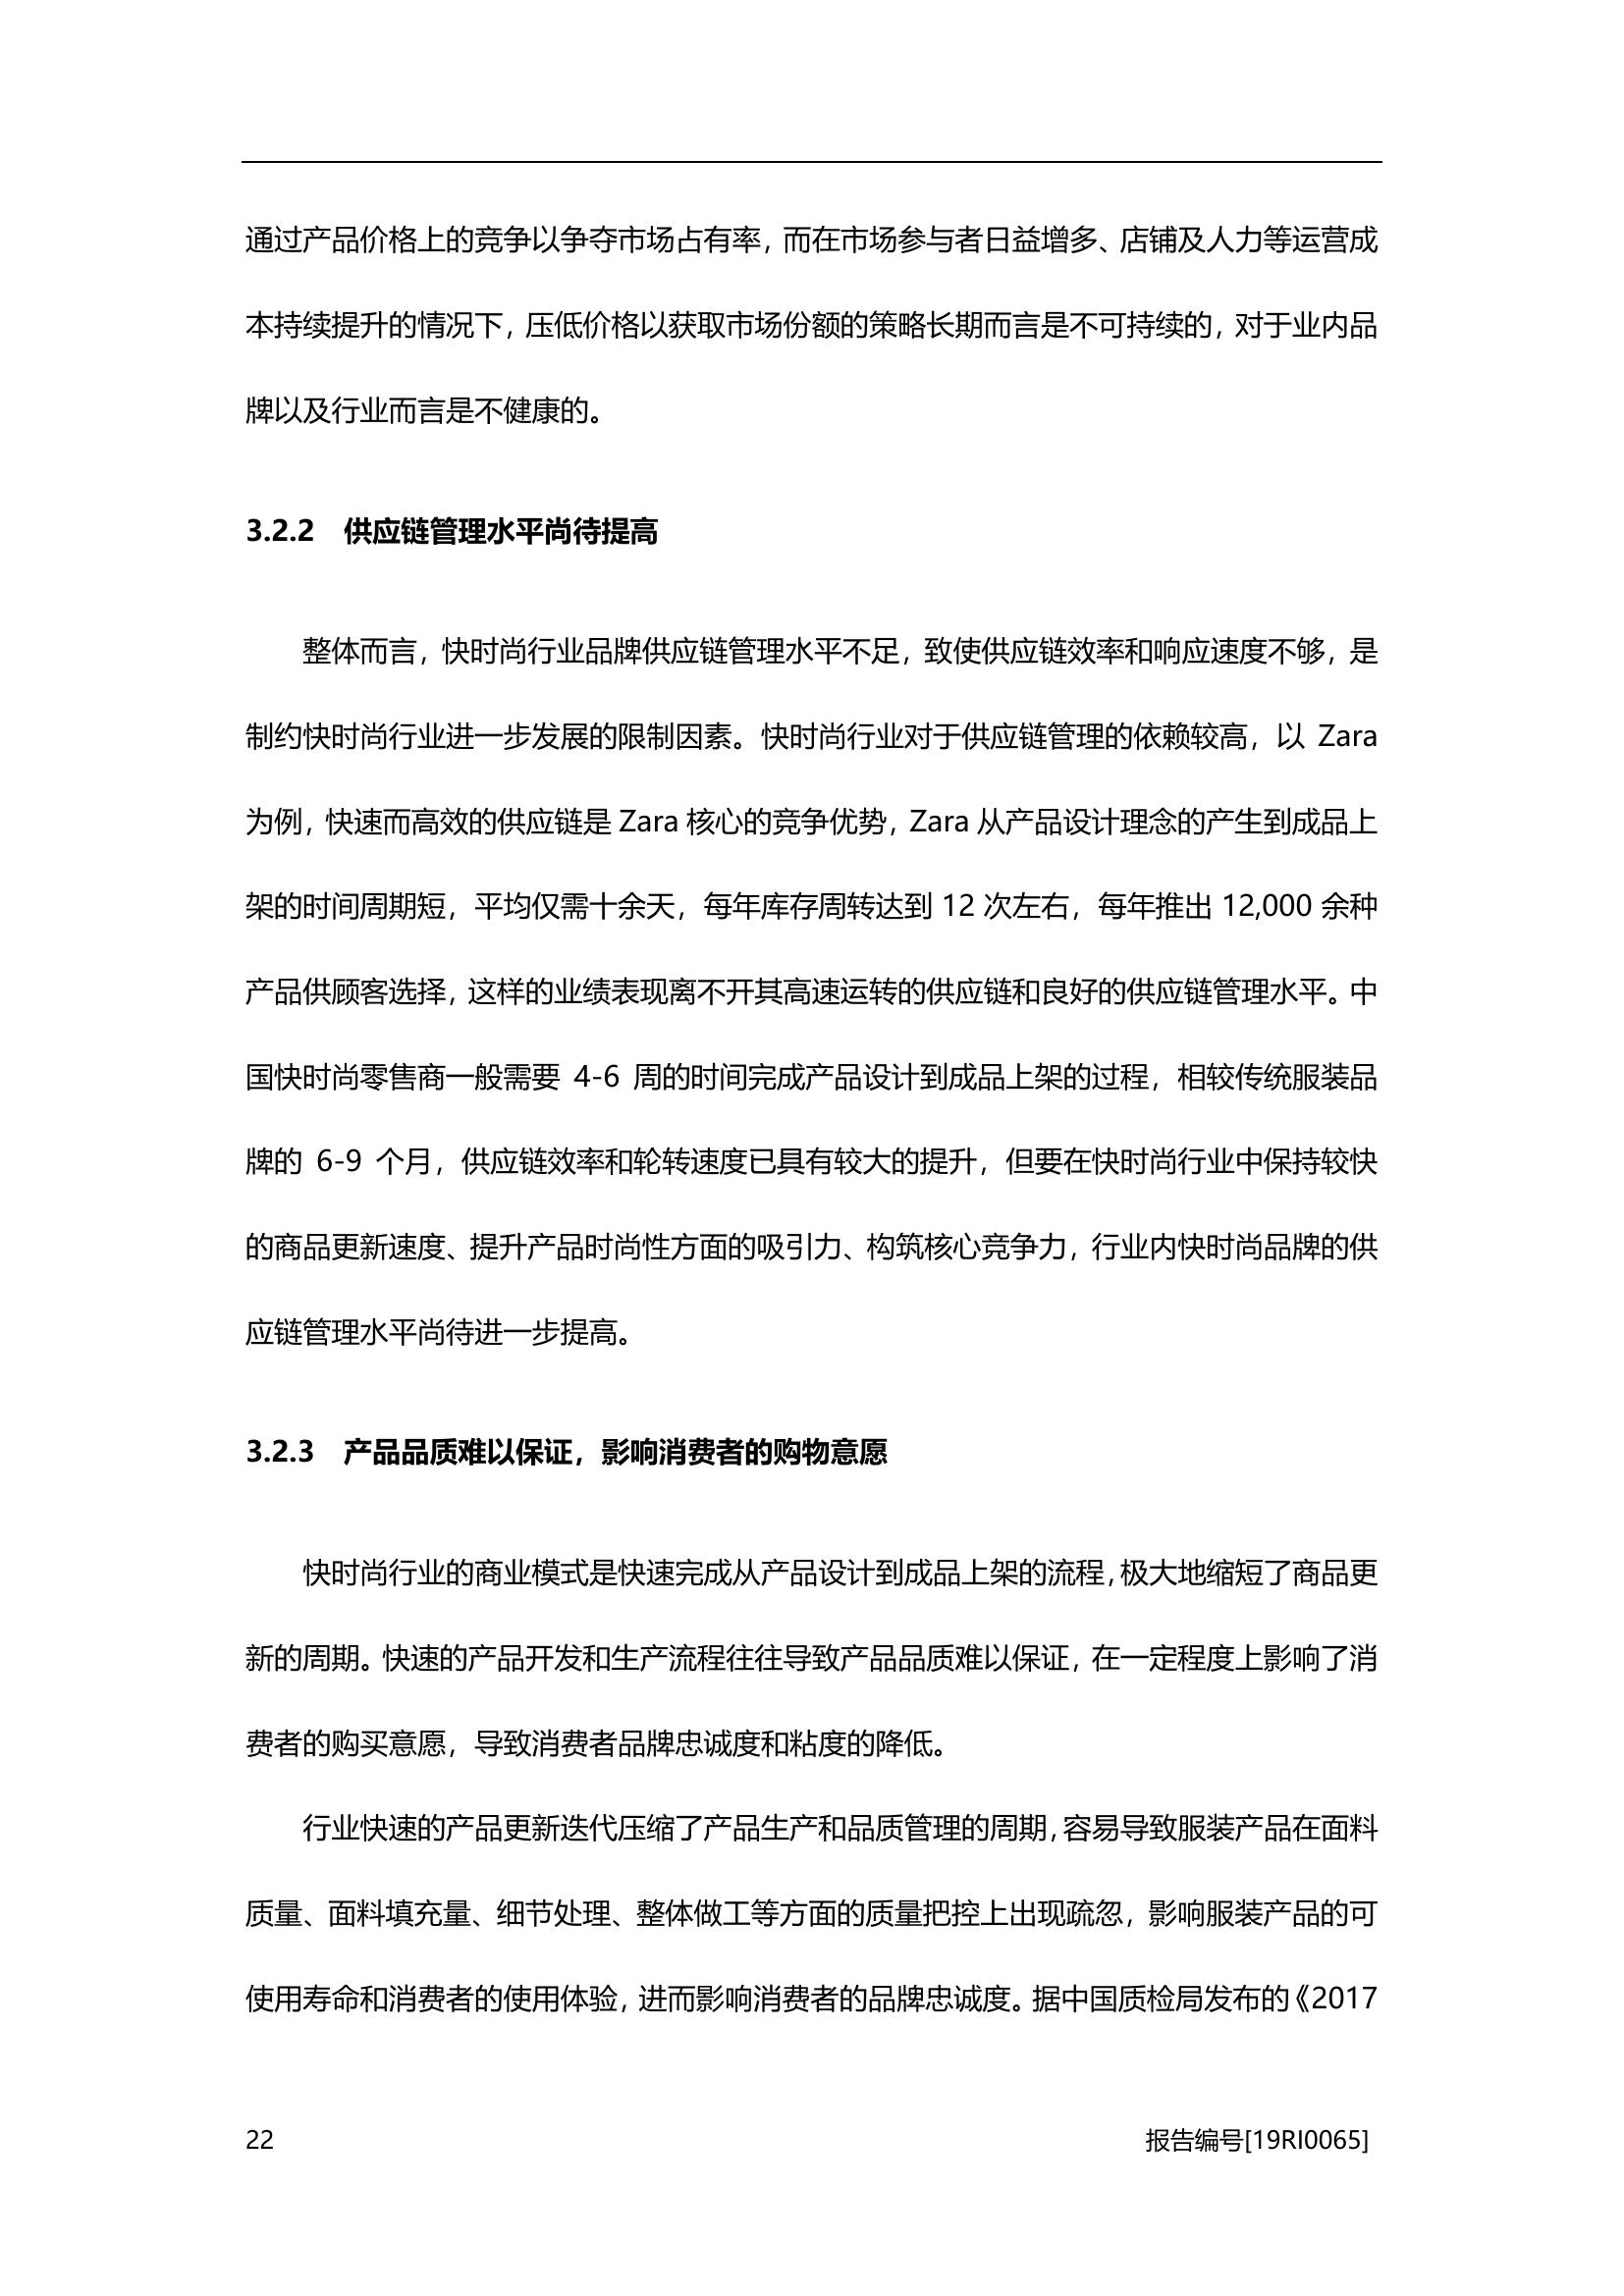 通过产品价格上的竞争以争夺市场占有率，而在市场参与者日益增多、店铺及人力等运营成
本持续提升的情况下，压低价格以获取市场份额的策略长期而言是不可持续的，对于业内品
牌以及行业而言是不健康的。
3.2.2 供应链管理水平尚待提高
整体而言，快时尚行业品牌供应链管理水平不足，致使供应链效率和响应速度不够，是
制约快时尚行业进一步发展的限制因素。快时尚行业对于供应链管理的依赖较高，以 Zara
为例，快速而高效的供应链是 Zara 核心的竞争优势，Zara 从产品设计理念的产生到成品上
架的时间周期短，平均仅需十余天，每年库存周转达到 12 次左右，每年推出 12,000 余种
产品供顾客选择，这样的业绩表现离不开其高速运转的供应链和良好的供应链管理水平。中
国快时尚零售商一般需要 4-6 周的时间完成产品设计到成品上架的过程，相较传统服装品
牌的 6-9 个月，供应链效率和轮转速度已具有较大的提升，但要在快时尚行业中保持较快
的商品更新速度、提升产品时尚性方面的吸引力、构筑核心竞争力，行业内快时尚品牌的供
应链管理水平尚待进一步提高。
3.2.3 产品品质难以保证，影响消费者的购物意愿
快时尚行业的商业模式是快速完成从产品设计到成品上架的流程，极大地缩短了商品更
新的周期。快速的产品开发和生产流程往往导致产品品质难以保证，在一定程度上影响了消
费者的购买意愿，导致消费者品牌忠诚度和粘度的降低。
行业快速的产品更新迭代压缩了产品生产和品质管理的周期，容易导致服装产品在面料
质量、面料填充量、细节处理、整体做工等方面的质量把控上出现疏忽，影响服装产品的可
使用寿命和消费者的使用体验，进而影响消费者的品牌忠诚度。据中国质检局发布的《2017
22 报告编号[19RI0065]